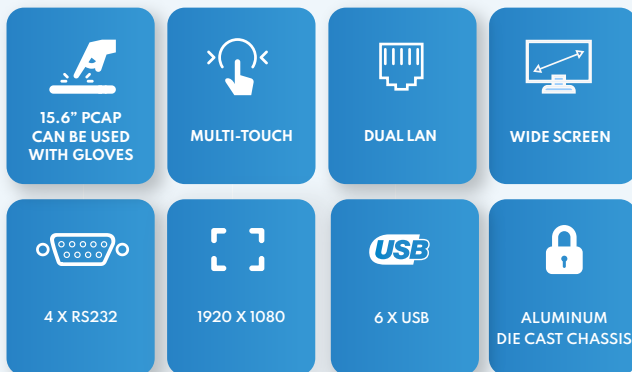 15.6” PCAP
CAN BE USED
WITH GLOVES
MULTI-TOUCH
DUAL LAN
WIDE SCREEN
4 X RS232
1920 X 1080
USB
6 X USB
ALUMINUM
DIE CAST CHASSIS